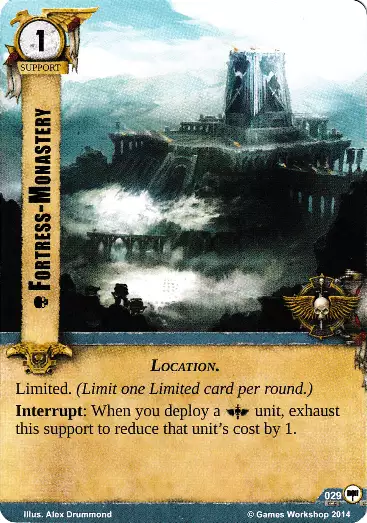 1
SUPPORT
FORTRESS-MONASTERY
LOCATION.
Limited. (Limit one Limited card per round.)
Interrupt: When you deploy a unit, exhaust
this support to reduce that unit's cost by 1.
Illus. Alex Drummond
029
© Games Workshop 2014